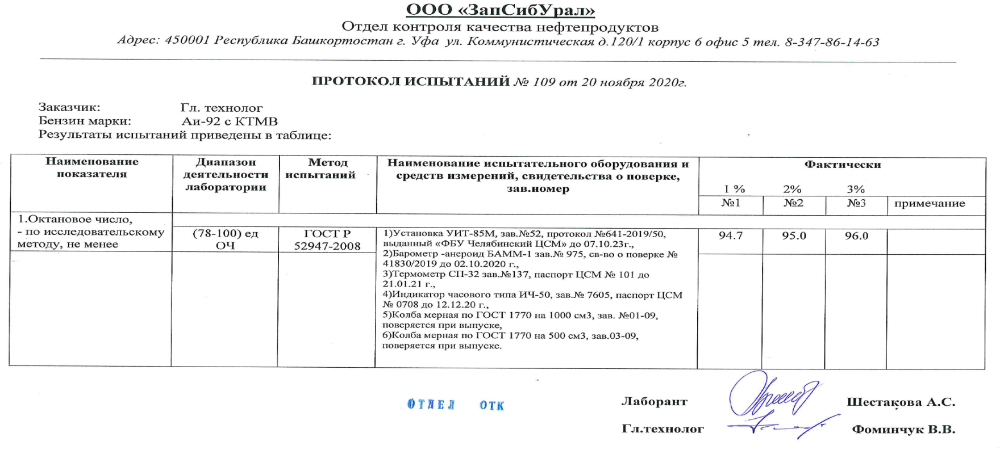 ООО «ЗапСибУрал»
Отдел контроля качества нефтепродуктов
Адрес: 450001 Республика Башкортостан г. Уфа ул. Коммунистическая д.120/1 корпус 6 офис 5 тел. 8-347-86-14-63
ПРОТОКОЛ ИСПЫТАНИЙ № 109 от 20 ноября 2020г.
Заказчик: Гл. технолог
Бензин марки: Аи-92 с КТМВ
Результаты испытаний приведены в таблице:
Наименование
показателя
Диапазон
деятельности
лаборатории
Метод
испытаний
Наименование испытательного оборудования и
средств измерений, свидетельства о поверке,
зав.номер
Фактически
1 % 2% 3%
№1 №2 №3 примечание
1.Октановое число,
- по исследовательскому
методу, не менее
(78-100) ед
ОЧ
ГОСТ Р
52947-2008
1)Установка УИТ-85М, зав.№52, протокол №641-2019/50,
выданный «ФБУ Челябинский ЦСМ» до 07.10.23г.,
2)Барометр -анероид БАММ-1 зав.№ 975, св-во о поверке №
41830/2019 до 02.10.2020 г.,
3)Термометр СП-32 зав.№137, паспорт ЦСМ № 101 до
21.01.21 г.,
4)Индикатор часового типа ИЧ-50, зав.№ 7605, паспорт ЦСМ
№ 0708 до 12.12.20 г.,
5)Колба мерная по ГОСТ 1770 на 1000 см3, зав. №01-09,
поверяется при выпуске,
6)Колба мерная по ГОСТ 1770 на 500 см3, зав.03-09,
поверяется при выпуске.
94.7 95.0 96.0
ОТДЕЛ ОТК
Лаборант Шестакова А.С.
Гл.технолог Фоминчук В.В.